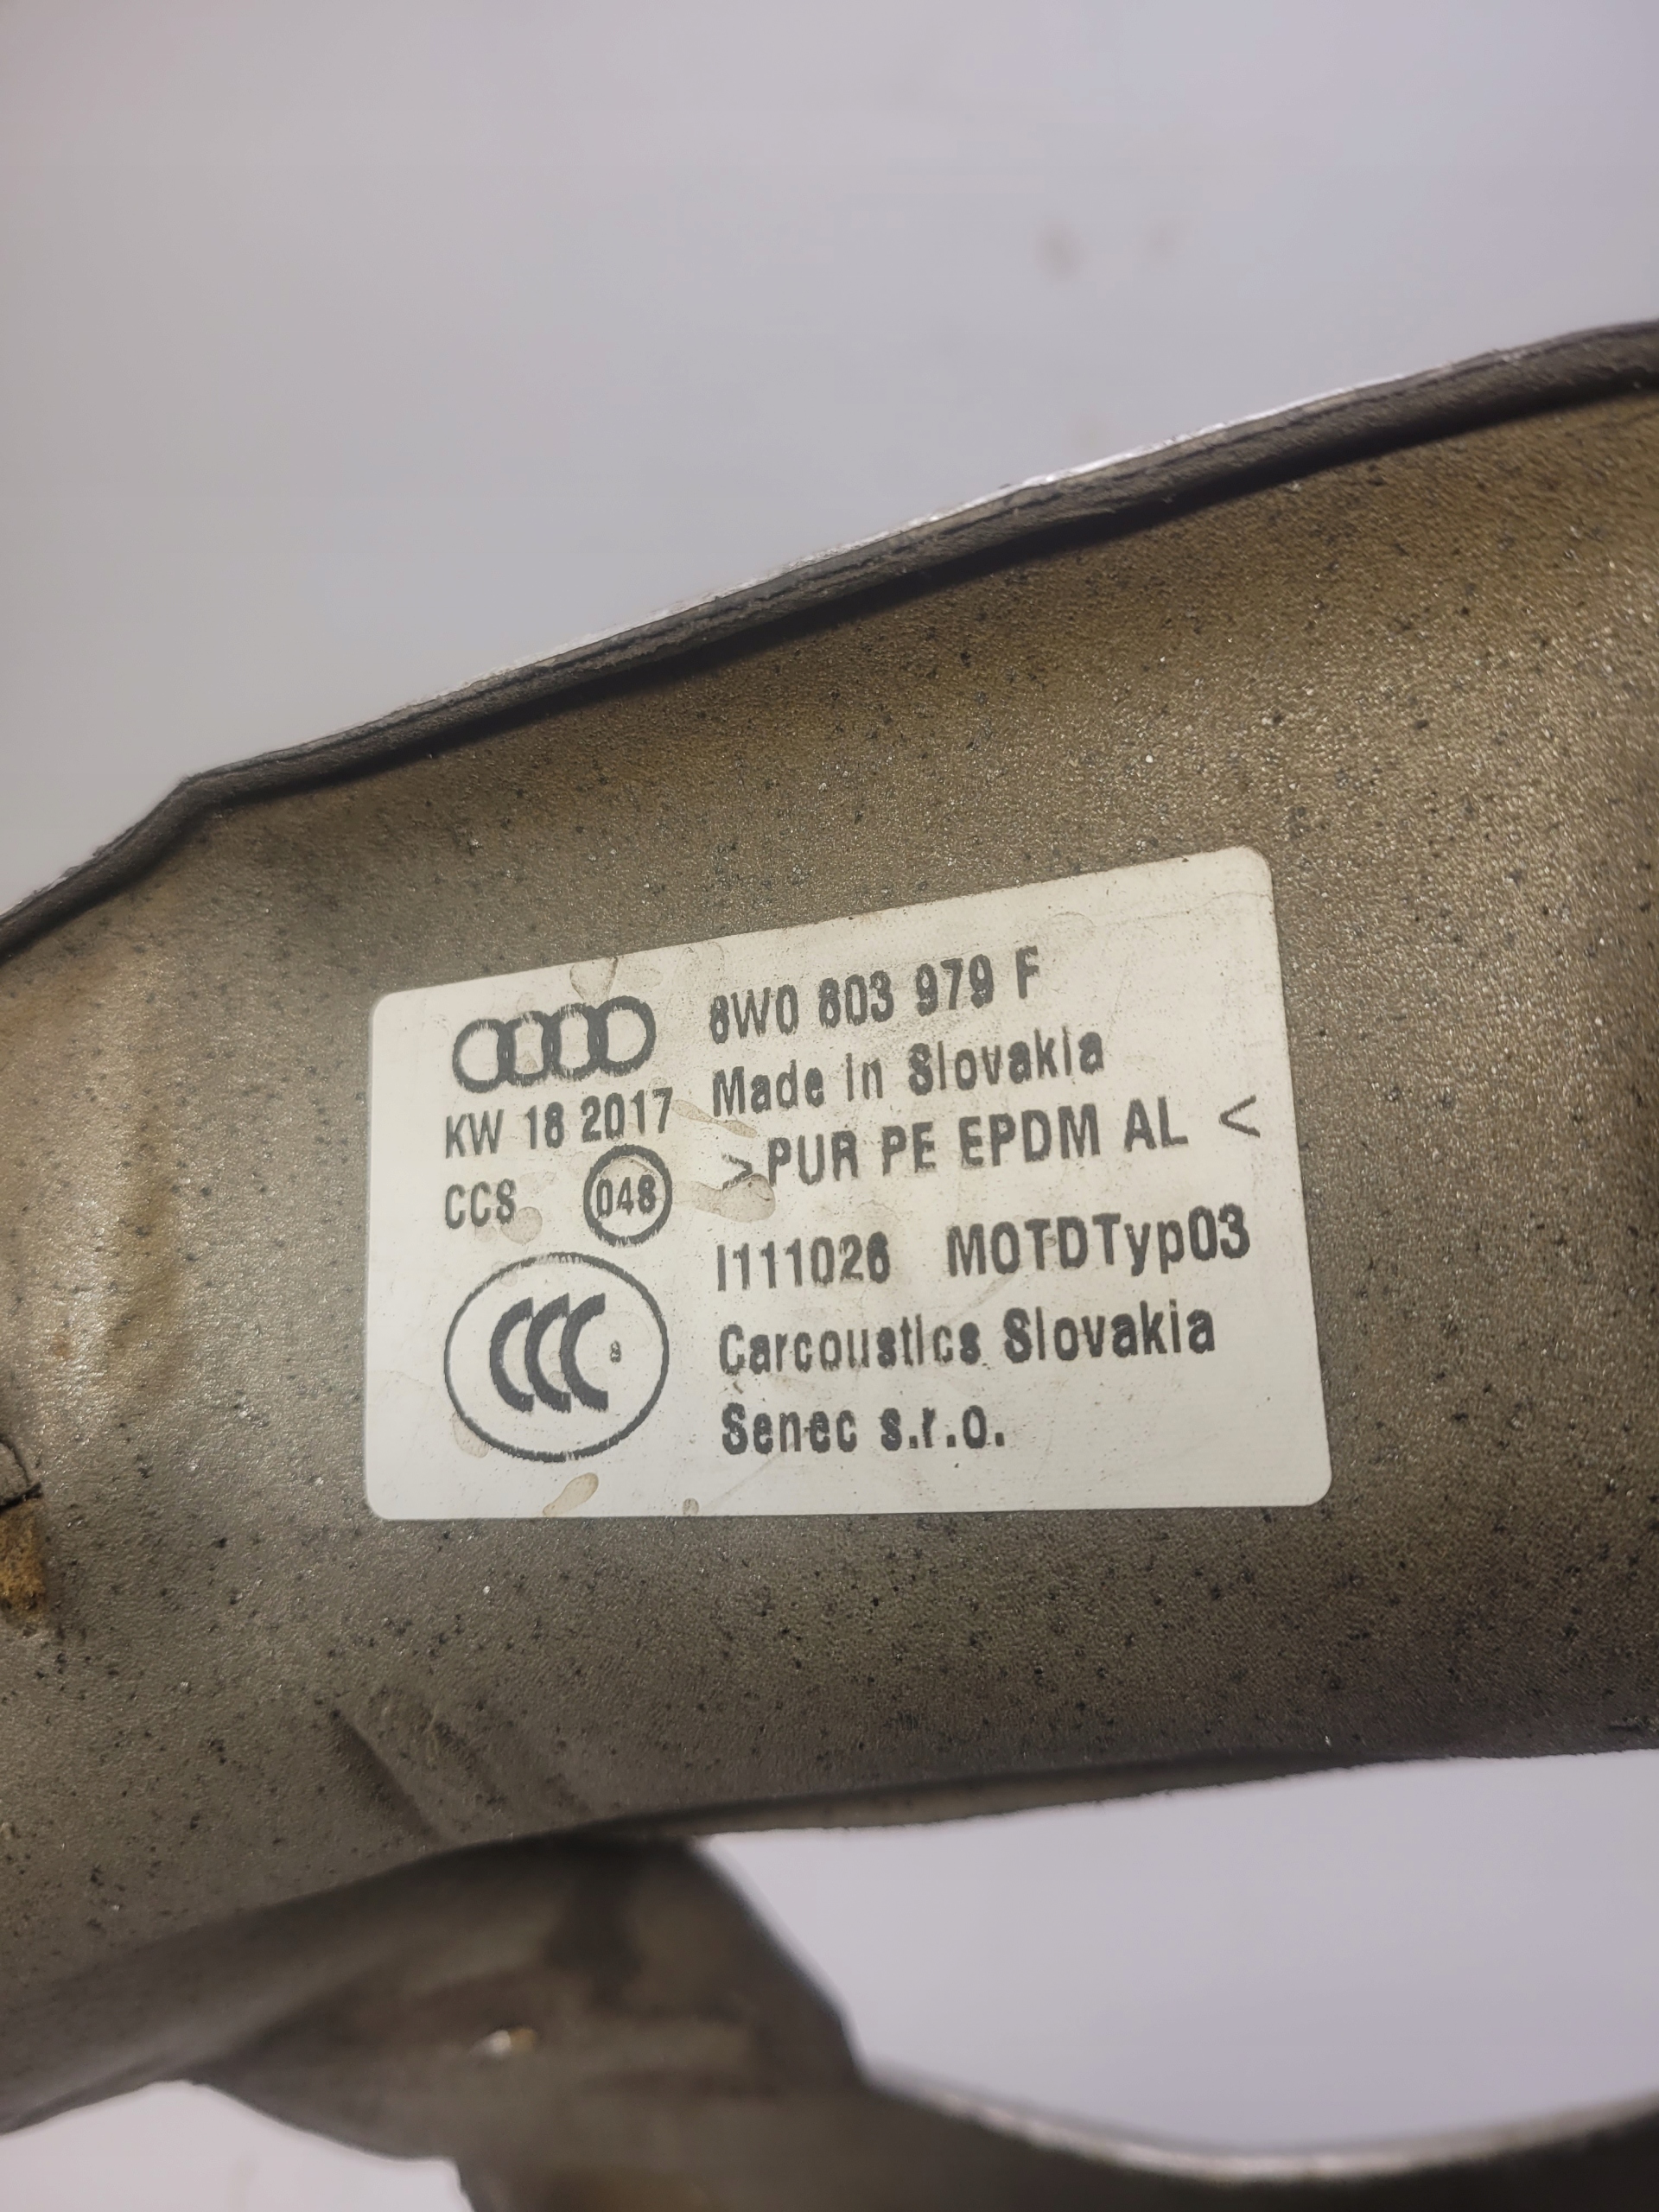 8W0 803 979 F
Made in Slovakia
KW 18 2017
>PUR PE EPDM AL <
CCS 048
I111026 MOTDTyp03
CCC S
Carcoustics Slovakia
Senec s.r.o.